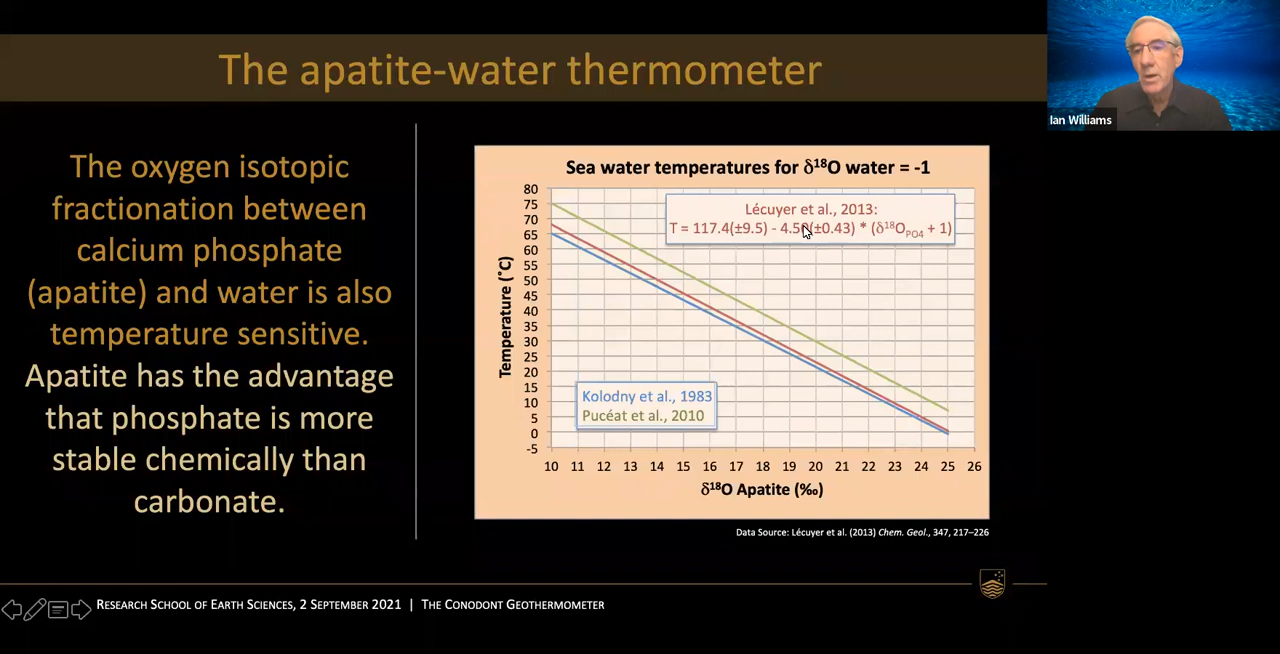 The apatite-water thermometer
Ian Williams
The oxygen isotopic
fractionation between
calcium phosphate
(apatite) and water is also
temperature sensitive.
Apatite has the advantage
that phosphate is more
stable chemically than
carbonate.
Sea water temperatures for δ¹⁸O water = -1
Lécuyer et al., 2013:
T = 117.4(±9.5) - 4.50(±0.43) * (δ¹⁸O_PO4 + 1)
Temperature (˚C)
80
75
70
65
60
55
50
45
40
35
30
25
20
15
10
5
0
-5
Kolodny et al., 1983
Pucéat et al., 2010
10 11 12 13 14 15 16 17 18 19 20 21 22 23 24 25 26
δ¹⁸O Apatite (‰)
Data Source: Lécuyer et al. (2013) Chem. Geol., 347, 217–226
Research School of Earth Sciences, 2 September 2021 | The Conodont Geothermometer